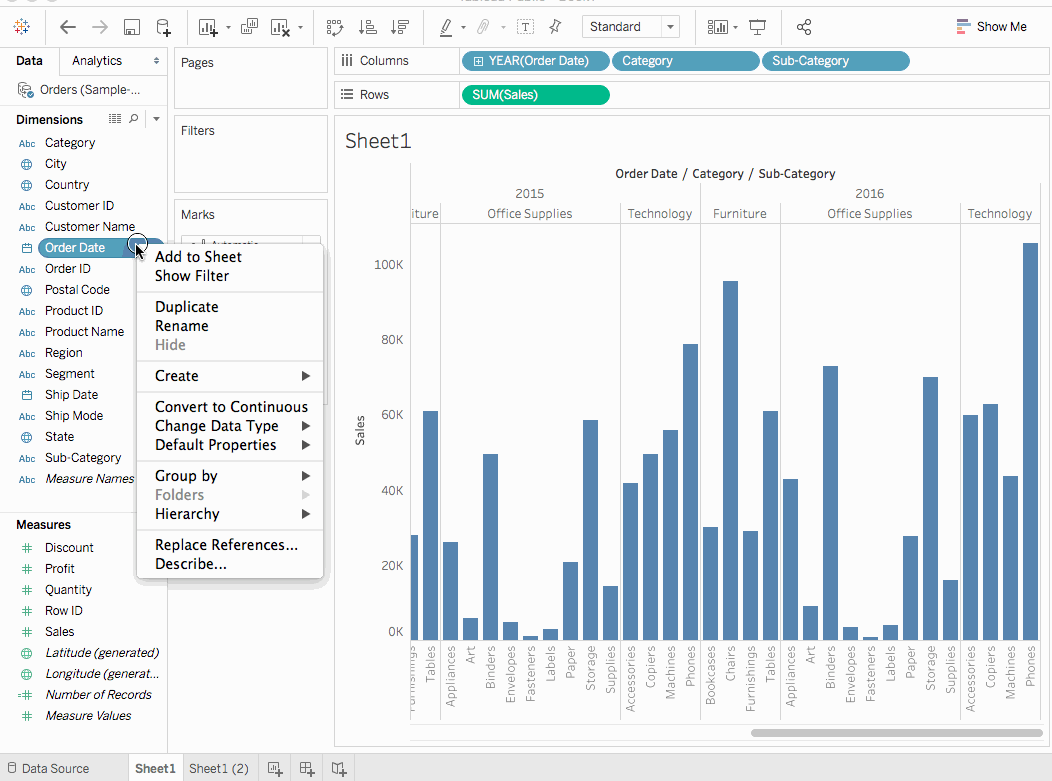 Standard
Show Me
Data
Analytics
Orders (Sample-...
Dimensions
Abc Category
City
Country
Abc Customer ID
Abc Customer Name
Order Date
Abc Order ID
Postal Code
Abc Product ID
Abc Product Name
Abc Region
Abc Segment
Ship Date
Abc Ship Mode
State
Abc Sub-Category
Abc Measure Names
Measures
Discount
Profit
Quantity
Row ID
Sales
Latitude (generated)
Longitude (generat...
Number of Records
Measure Values
Pages
Filters
Marks
Automatic
Add to Sheet
Show Filter
Duplicate
Rename
Hide
Create
Convert to Continuous
Change Data Type
Default Properties
Group by
Folders
Hierarchy
Replace References...
Describe...
Columns
YEAR(Order Date)
Category
Sub-Category
Rows
SUM(Sales)
Sheet1
Order Date / Category / Sub-Category
2015
2016
iture
Office Supplies
Technology
Furniture
Office Supplies
Technology
Sales
100K
80K
60K
40K
20K
0K
Tables
Appliances
Art
Binders
Envelopes
Fasteners
Labels
Paper
Storage
Supplies
Accessories
Copiers
Machines
Phones
Bookcases
Chairs
Furnishings
Tables
Appliances
Art
Binders
Envelopes
Fasteners
Labels
Paper
Storage
Supplies
Accessories
Copiers
Machines
Phones
Data Source
Sheet1
Sheet1 (2)